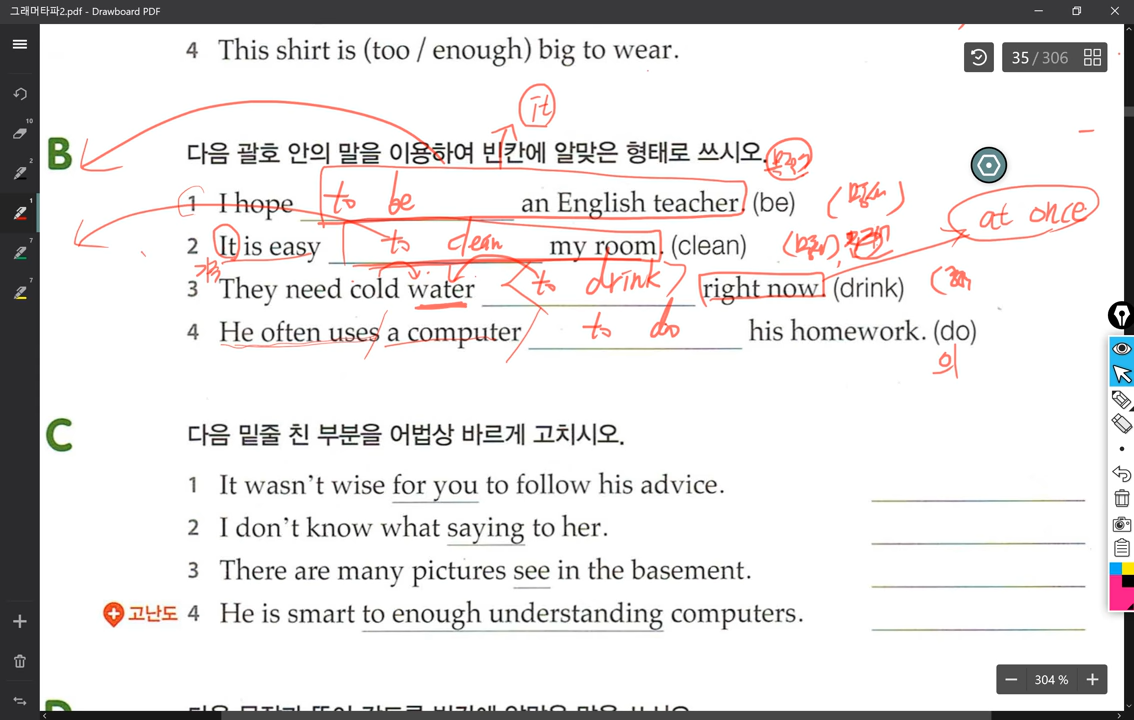 그래머타파2.pdf - Drawboard PDF
4 This shirt is (too / enough) big to wear.
35 / 306
it
B 다음 괄호 안의 말을 이용하여 빈칸에 알맞은 형태로 쓰시오.
1 I hope to be an English teacher. (be)
at once
2 It is easy to clean my room. (clean)
3 They need cold water to drink right now. (drink)
4 He often uses a computer to do his homework. (do)
C 다음 밑줄 친 부분을 어법상 바르게 고치시오.
1 It wasn't wise for you to follow his advice.
2 I don't know what saying to her.
3 There are many pictures see in the basement.
고난도 4 He is smart to enough understanding computers.
304 %